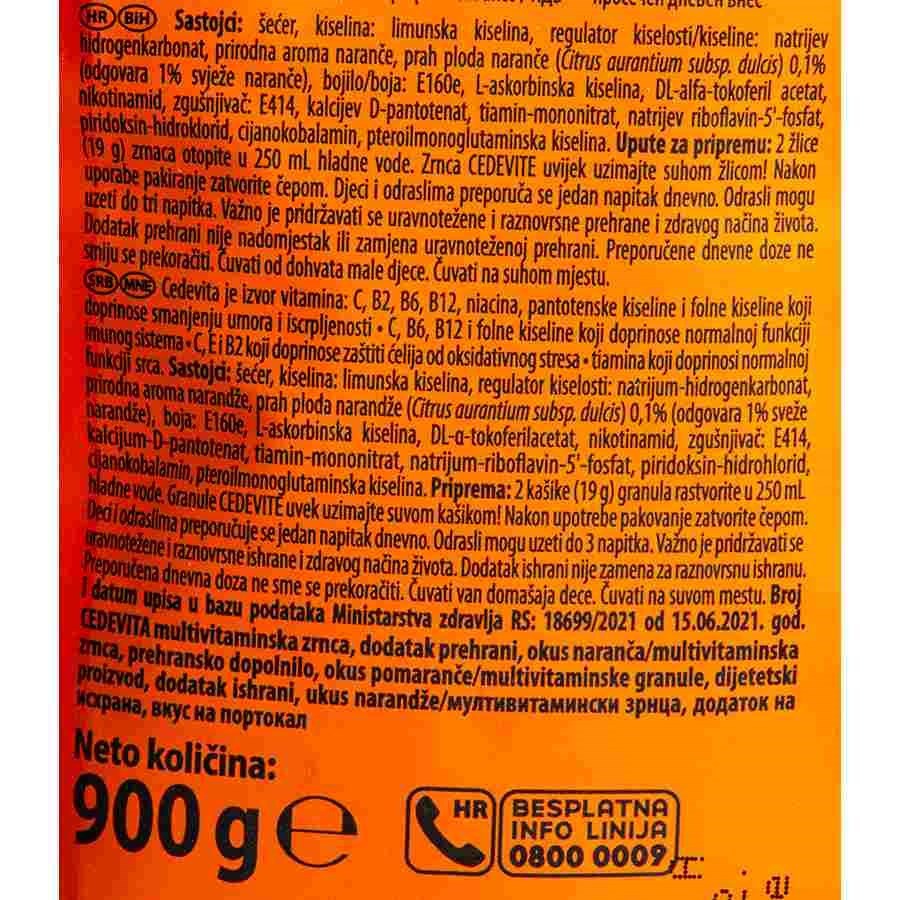 просечен дневен внес
HR BIH Sastojci: šećer, kiselina: limunska kiselina, regulator kiselosti/kiseline: natrijev
hidrogenkarbonat, prirodna aroma naranče, prah ploda naranče (Citrus aurantium subsp. dulcis) 0,1%
(odgovara 1% svježe naranče), bojilo/boja: E160e, L-askorbinska kiselina, DL-alfa-tokoferil acetat,
nikotinamid, zgušnjivač: E414, kalcijev D-pantotenat, tiamin-mononitrat, natrijev riboflavin-5'-fosfat,
piridoksin-hidroklorid, cijanokobalamin, pteroilmonoglutaminska kiselina. Upute za pripremu: 2 žlice
(19 g) zrnaca otopite u 250 mL hladne vode. Zrnca CEDEVITE uvijek uzimajte suhom žlicom! Nakon
uporabe pakiranje zatvorite čepom. Djeci i odraslima preporuča se jedan napitak dnevno. Odrasli mogu
uzeti do tri napitka. Važno je pridržavati se uravnotežene i raznovrsne prehrane i zdravog načina života.
Dodatak prehrani nije nadomjestak ili zamjena uravnoteženoj prehrani. Preporučene dnevne doze ne
smiju se prekoračiti. Čuvati od dohvata male djece. Čuvati na suhom mjestu.
SRB MNE Cedevita je izvor vitamina: C, B2, B6, B12, niacina, pantotenske kiseline i folne kiseline koji
doprinose smanjenju umora i iscrpljenosti • C, B6, B12 i folne kiseline koji doprinose normalnoj funkciji
imunog sistema • C, E i B2 koji doprinose zaštiti ćelija od oksidativnog stresa • tiamina koji doprinosi normalnoj
funkciji srca. Sastojci: šećer, kiselina: limunska kiselina, regulator kiselosti: natrijum-hidrogenkarbonat,
prirodna aroma narandže, prah ploda narandže (Citrus aurantium subsp. dulcis) 0,1% (odgovara 1% sveže
narandže), boja: E160e, L-askorbinska kiselina, DL-α-tokoferilacetat, nikotinamid, zgušnjivač: E414,
kalcijum-D-pantotenat, tiamin-mononitrat, natrijum-riboflavin-5'-fosfat, piridoksin-hidrohlorid,
cijanokobalamin, pteroilmonoglutaminska kiselina. Priprema: 2 kašike (19 g) granula rastvorite u 250 mL
hladne vode. Granule CEDEVITE uvek uzimajte suvom kašikom! Nakon upotrebe pakovanje zatvorite čepom.
Deci i odraslima preporučuje se jedan napitak dnevno. Odrasli mogu uzeti do 3 napitka. Važno je pridržavati se
uravnotežene i raznovrsne ishrane i zdravog načina života. Dodatak ishrani nije zamena za raznovrsnu ishranu.
Preporučena dnevna doza ne sme se prekoračiti. Čuvati van domašaja dece. Čuvati na suvom mestu. Broj
i datum upisa u bazu podataka Ministarstva zdravlja RS: 18699/2021 od 15.06.2021. god.
CEDEVITA multivitaminska zrnca, dodatak prehrani, okus naranča/multivitaminska
zrnca, prehransko dopolnilo, okus pomaranče/multivitaminske granule, dijetetski
proizvod, dodatak ishrani, ukus narandže/мултивитамински зрнца, додаток на
исхрана, вкус на портокал
Neto količina:
900 g e
HR BESPLATNA
INFO LINIJA
0800 0009